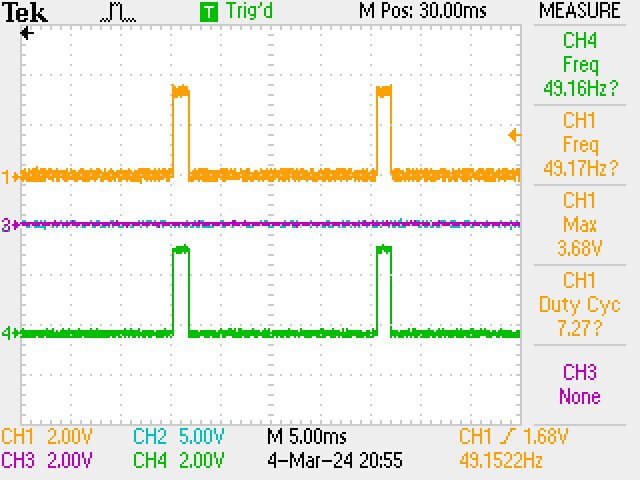 Tek T Trig'd M Pos: 30.00ms MEASURE
CH4
Freq
49.16Hz?
CH1
Freq
49.17Hz?
CH1
Max
3.68V
CH1
Duty Cyc
7.27?
CH3
None
1
3
4
CH1 2.00V CH2 5.00V M 5.00ms CH1 1.68V
CH3 2.00V CH4 2.00V 4-Mar-24 20:55 49.1522Hz